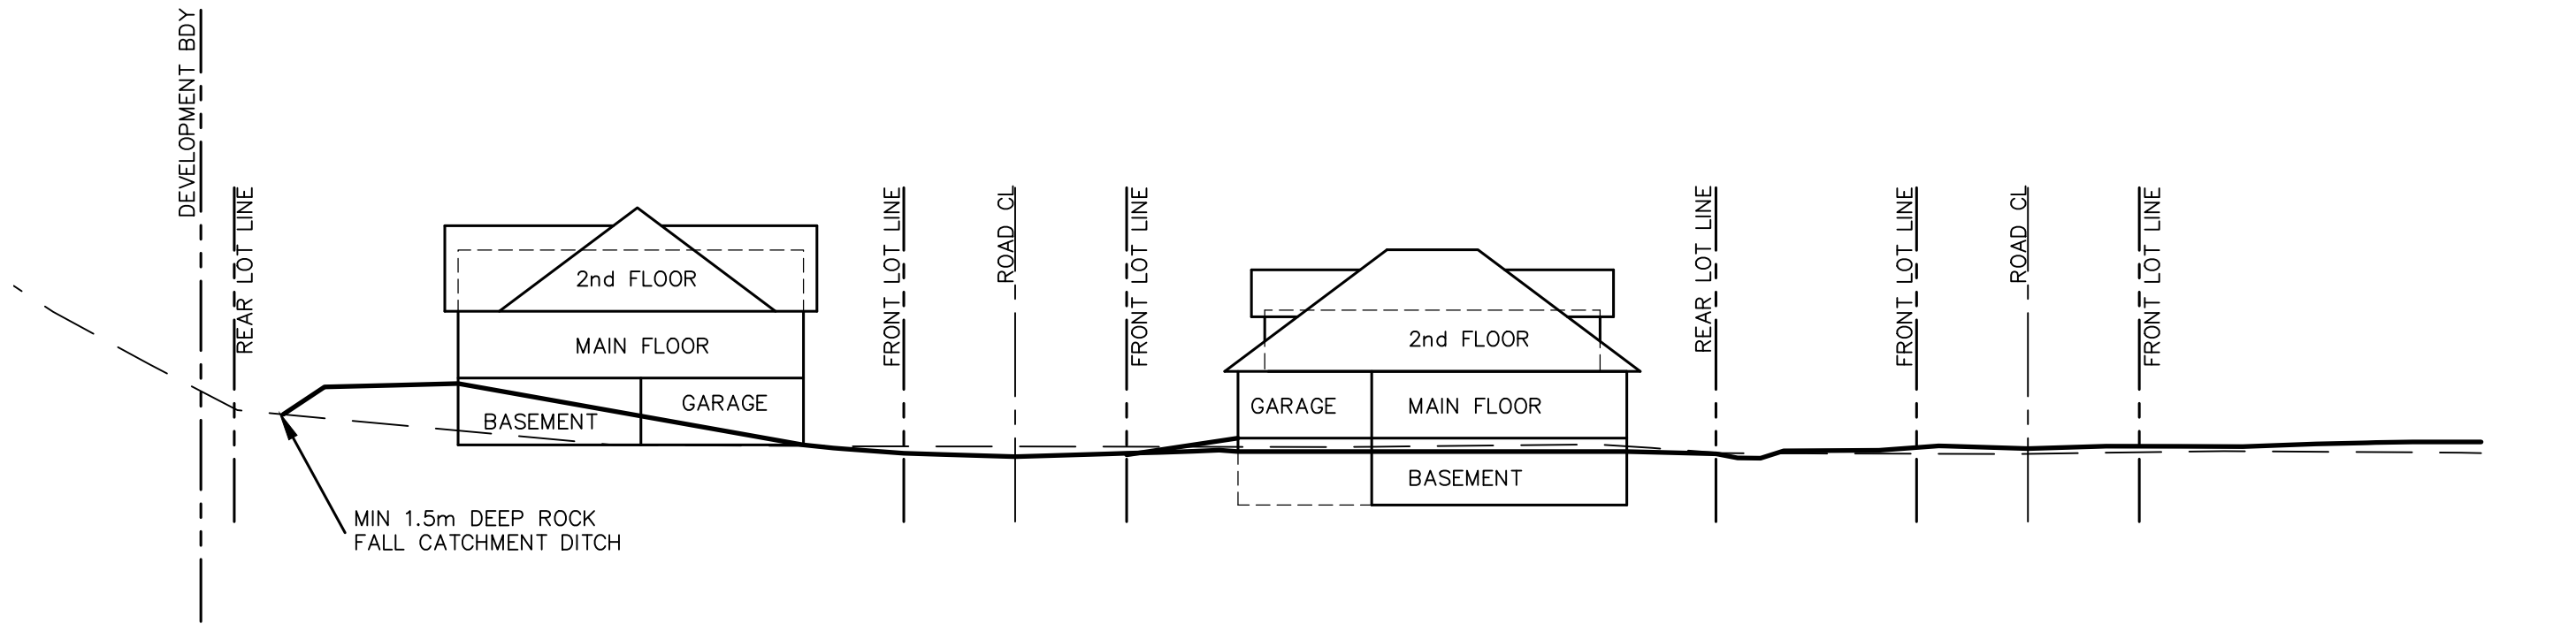 DEVELOPMENT BDY
REAR LOT LINE
2nd FLOOR
MAIN FLOOR
BASEMENT
GARAGE
MIN 1.5m DEEP ROCK
FALL CATCHMENT DITCH
FRONT LOT LINE
ROAD CL
FRONT LOT LINE
2nd FLOOR
GARAGE
MAIN FLOOR
BASEMENT
REAR LOT LINE
FRONT LOT LINE
ROAD CL
FRONT LOT LINE